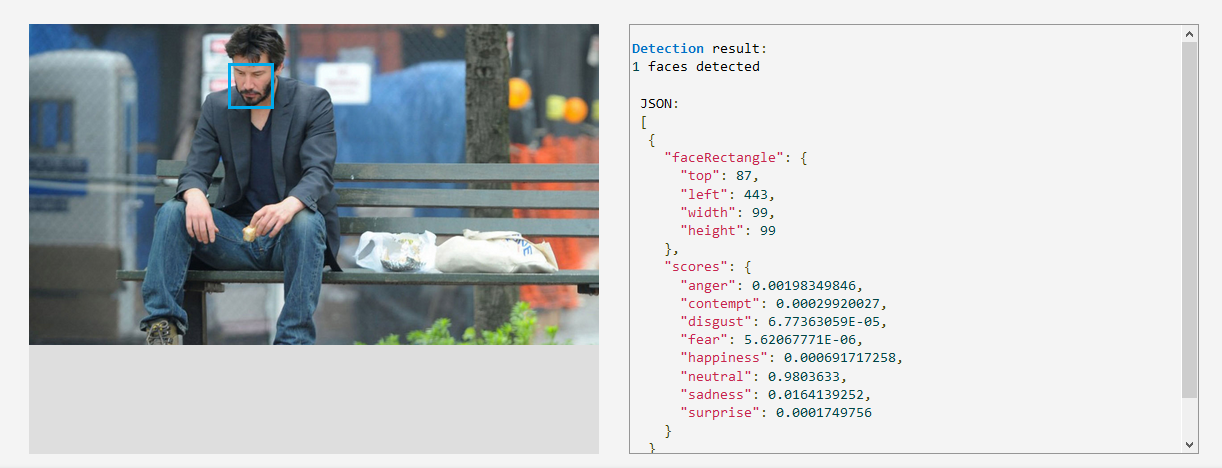 Detection result:
1 faces detected
JSON:
[
{
"faceRectangle": {
"top": 87,
"left": 443,
"width": 99,
"height": 99
},
"scores": {
"anger": 0.00198349846,
"contempt": 0.00029920027,
"disgust": 6.77363059E-05,
"fear": 5.62067771E-06,
"happiness": 0.000691717258,
"neutral": 0.9803633,
"sadness": 0.0164139252,
"surprise": 0.0001749756
}
}